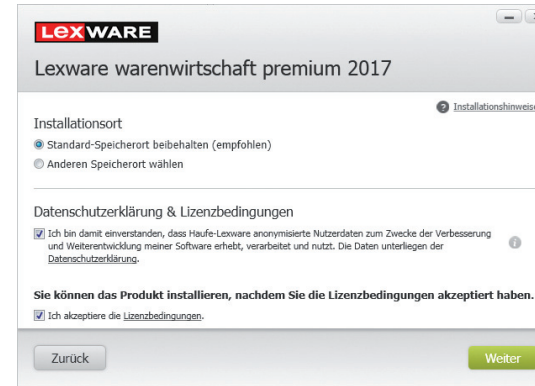 LEXWARE
Lexware warenwirtschaft premium 2017
Installationshinweise
Installationsort
Standard-Speicherort beibehalten (empfohlen)
Anderen Speicherort wählen
Datenschutzerklärung & Lizenzbedingungen
Ich bin damit einverstanden, dass Haufe-Lexware anonymisierte Nutzerdaten zum Zwecke der Verbesserung
und Weiterentwicklung meiner Software erhebt, verarbeitet und nutzt. Die Daten unterliegen der
Datenschutzerklärung.
Sie können das Produkt installieren, nachdem Sie die Lizenzbedingungen akzeptiert haben.
Ich akzeptiere die Lizenzbedingungen.
Zurück
Weiter